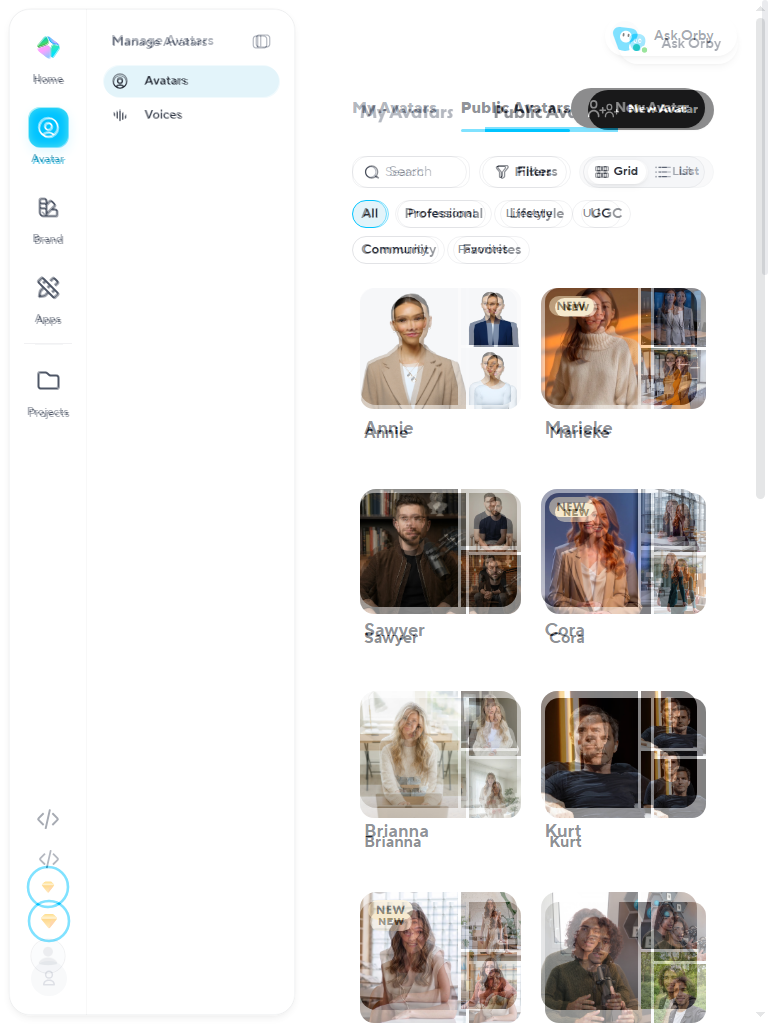 Manage Avatars
Home
Avatars
Avatar
Voices
Brand
Apps
Projects
Ask Orby
My Avatars
Public Avatars
New Avatar
Search
Filters
Grid
List
All
Professional
Lifestyle
UGC
Community
Favorites
NEW
Annie
Marieke
NEW
Sawyer
Cora
Brianna
Kurt
NEW